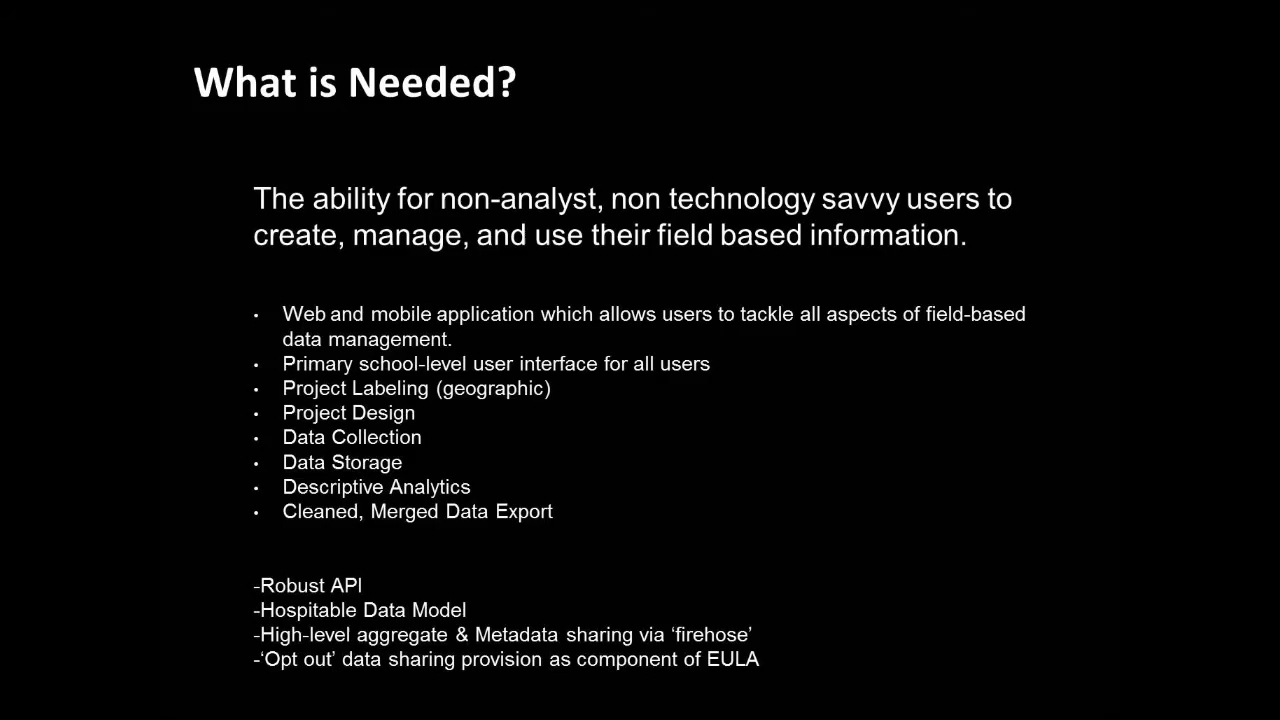 What is Needed?
The ability for non-analyst, non technology savvy users to
create, manage, and use their field based information.
• Web and mobile application which allows users to tackle all aspects of field-based
data management.
• Primary school-level user interface for all users
• Project Labeling (geographic)
• Project Design
• Data Collection
• Data Storage
• Descriptive Analytics
• Cleaned, Merged Data Export
-Robust API
-Hospitable Data Model
-High-level aggregate & Metadata sharing via ‘firehose’
-‘Opt out’ data sharing provision as component of EULA